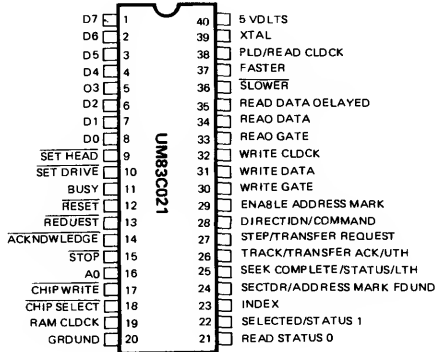 D7 1 40 5 VDLTS
D6 2 39 XTAL
D5 3 38 PLD/READ CLDCK
D4 4 37 FASTER
O3 5 36 SLOWER
D2 6 35 READ DATA OELAYED
D1 7 34 REAO DATA
D0 8 33 REAO GATE
SET HEAD 9 32 WRITE CLDCK
SET DRIVE 10 31 WRITE DATA
BUSY 11 30 WRITE GATE
RESET 12 29 ENA8LE ADDRESS MARK
REDUEST 13 28 DIRECTION/COMMAND
ACKNDWLEDGE 14 27 STEP/TRANSFER REQUEST
STOP 15 26 TRACK/TRANSFER ACK/UTH
A0 16 25 SEEK COMPLETE/STATUS/LTH
CHIP WRITE 17 24 SECTDR/ADDRESS MARK FDUND
CHIP SELECT 18 23 INDEX
RAM CLDCK 19 22 SELECTED/STATUS 1
GRDUND 20 21 READ STATUS 0
UM83C021